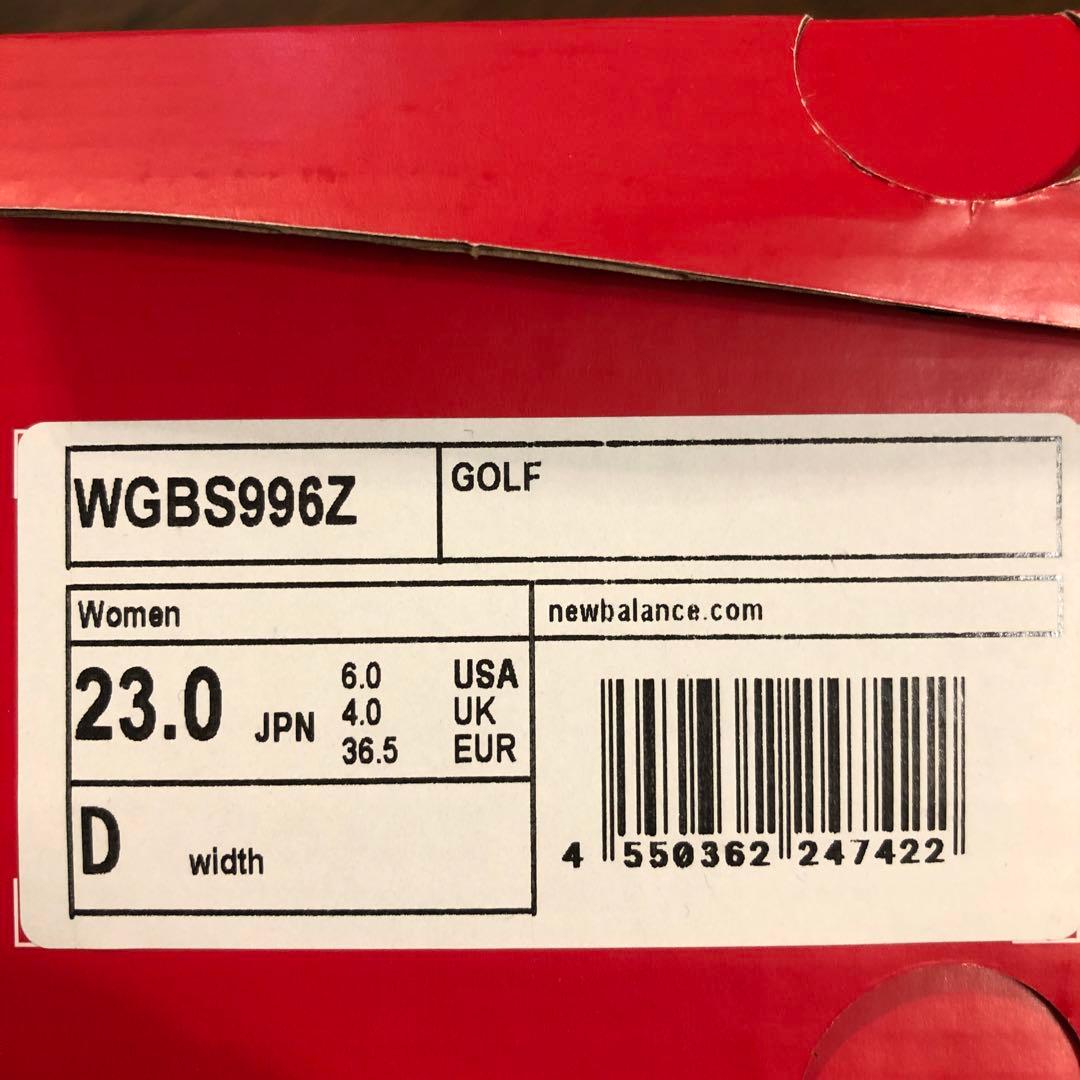 WGBS996Z
GOLF
Women
newbalance.com
23.0 JPN
6.0 USA
4.0 UK
36.5 EUR
D width
4 550362 247422